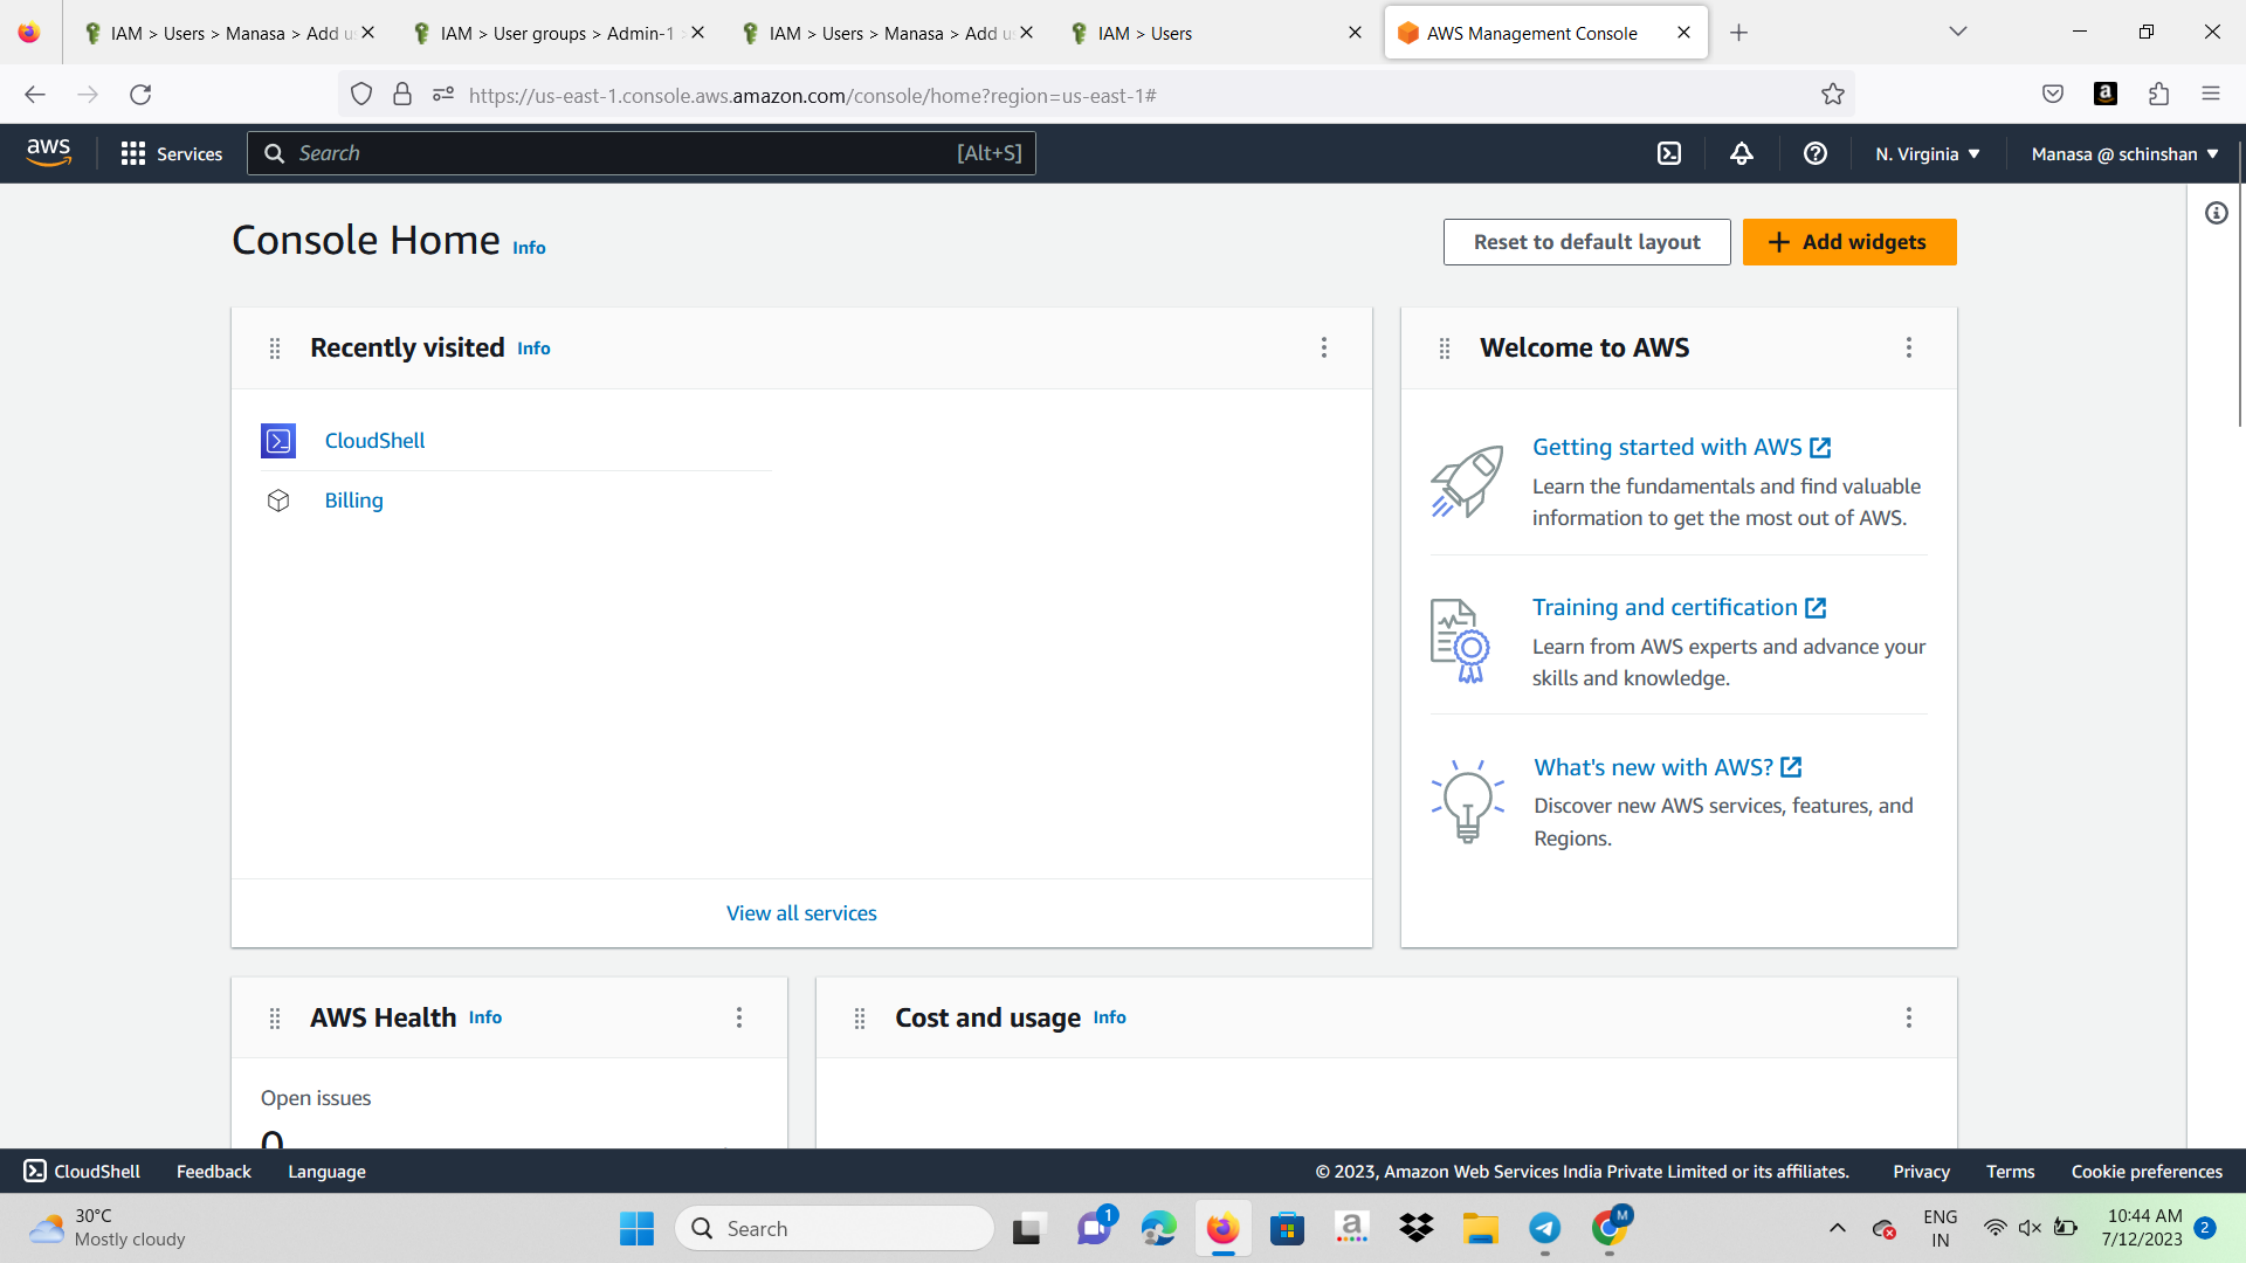 IAM > Users > Manasa > Add u
IAM > User groups > Admin-1
IAM > Users > Manasa > Add u
IAM > Users
AWS Management Console
https://us-east-1.console.aws.amazon.com/console/home?region=us-east-1#
aws
Services
Search
[Alt+S]
N. Virginia
Manasa @ schinshan
Console Home Info
Reset to default layout
Add widgets
Recently visited Info
CloudShell
Billing
View all services
Welcome to AWS
Getting started with AWS
Learn the fundamentals and find valuable
information to get the most out of AWS.
Training and certification
Learn from AWS experts and advance your
skills and knowledge.
What's new with AWS?
Discover new AWS services, features, and
Regions.
AWS Health Info
Open issues
0
Cost and usage Info
CloudShell Feedback Language
© 2023, Amazon Web Services India Private Limited or its affiliates. Privacy Terms Cookie preferences
30°C
Mostly cloudy
Search
1
a
M
ENG
IN
10:44 AM
7/12/2023
2